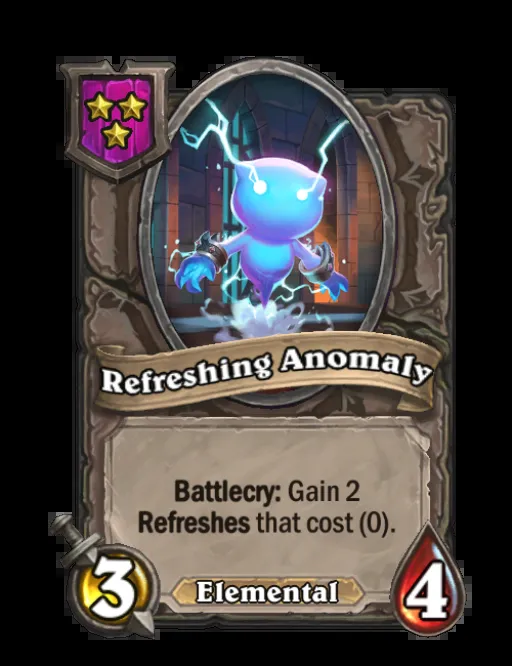 Refreshing Anomaly
Battlecry: Gain 2
Refreshes that cost (0).
3
Elemental
4